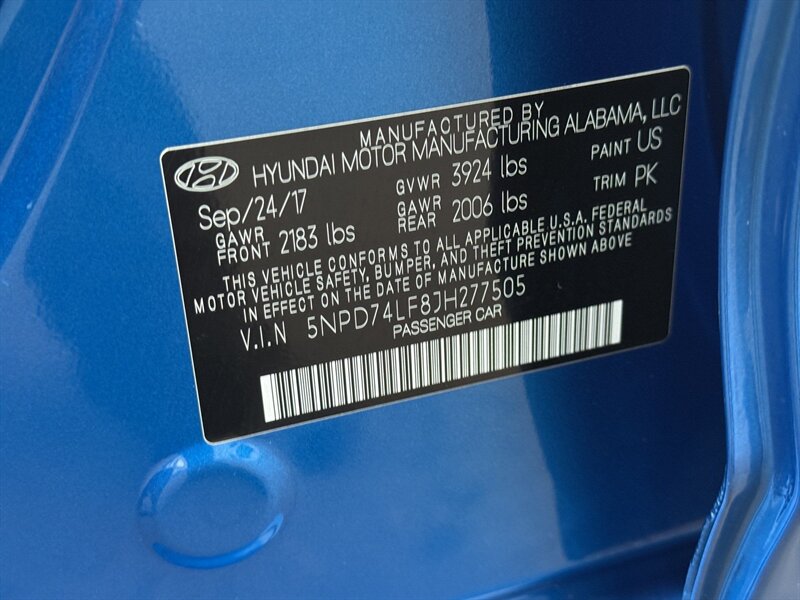 MANUFACTURED BY
HYUNDAI MOTOR MANUFACTURING ALABAMA, LLC
Sep/24/17 GVWR 3924 lbs PAINT US
GAWR FRONT 2183 lbs GAWR REAR 2006 lbs TRIM PK
THIS VEHICLE CONFORMS TO ALL APPLICABLE U.S.A. FEDERAL
MOTOR VEHICLE SAFETY, BUMPER, AND THEFT PREVENTION STANDARDS
IN EFFECT ON THE DATE OF MANUFACTURE SHOWN ABOVE
V.I.N 5NPD74LF8JH277505
PASSENGER CAR